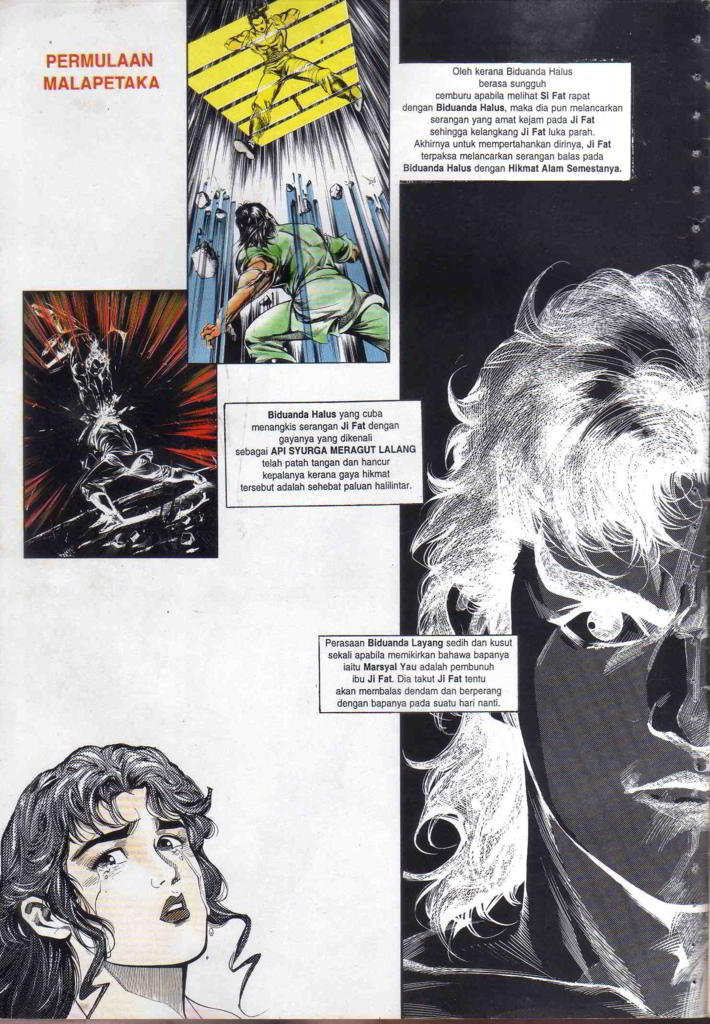 PERMULAAN
MALAPETAKA
Oleh kerana Biduanda Halus
berasa sungguh
cemburu apabila melihat Si Fat rapat
dengan Biduanda Halus, maka dia pun melancarkan
serangan yang amat kejam pada Ji Fat
sehingga kelangkang Ji Fat luka parah.
Akhirnya untuk mempertahankan dirinya, Ji Fat
terpaksa melancarkan serangan balas pada
Biduanda Halus dengan Hikmat Alam Semestanya.
Biduanda Halus yang cuba
menangkis serangan Ji Fat dengan
gayanya yang dikenali
sebagai API SYURGA MERAGUT LALANG
telah patah tangan dan hancur
kepalanya kerana gaya hikmat
tersebut adalah sehebat paluan halilintar.
Perasaan Biduanda Layang sedih dan kusut
sekali apabila memikirkan bahawa bapanya
iaitu Marsyal Yau adalah pembunuh
ibu Ji Fat. Dia takut Ji Fat tentu
akan membalas dendam dan berperang
dengan bapanya pada suatu hari nanti.